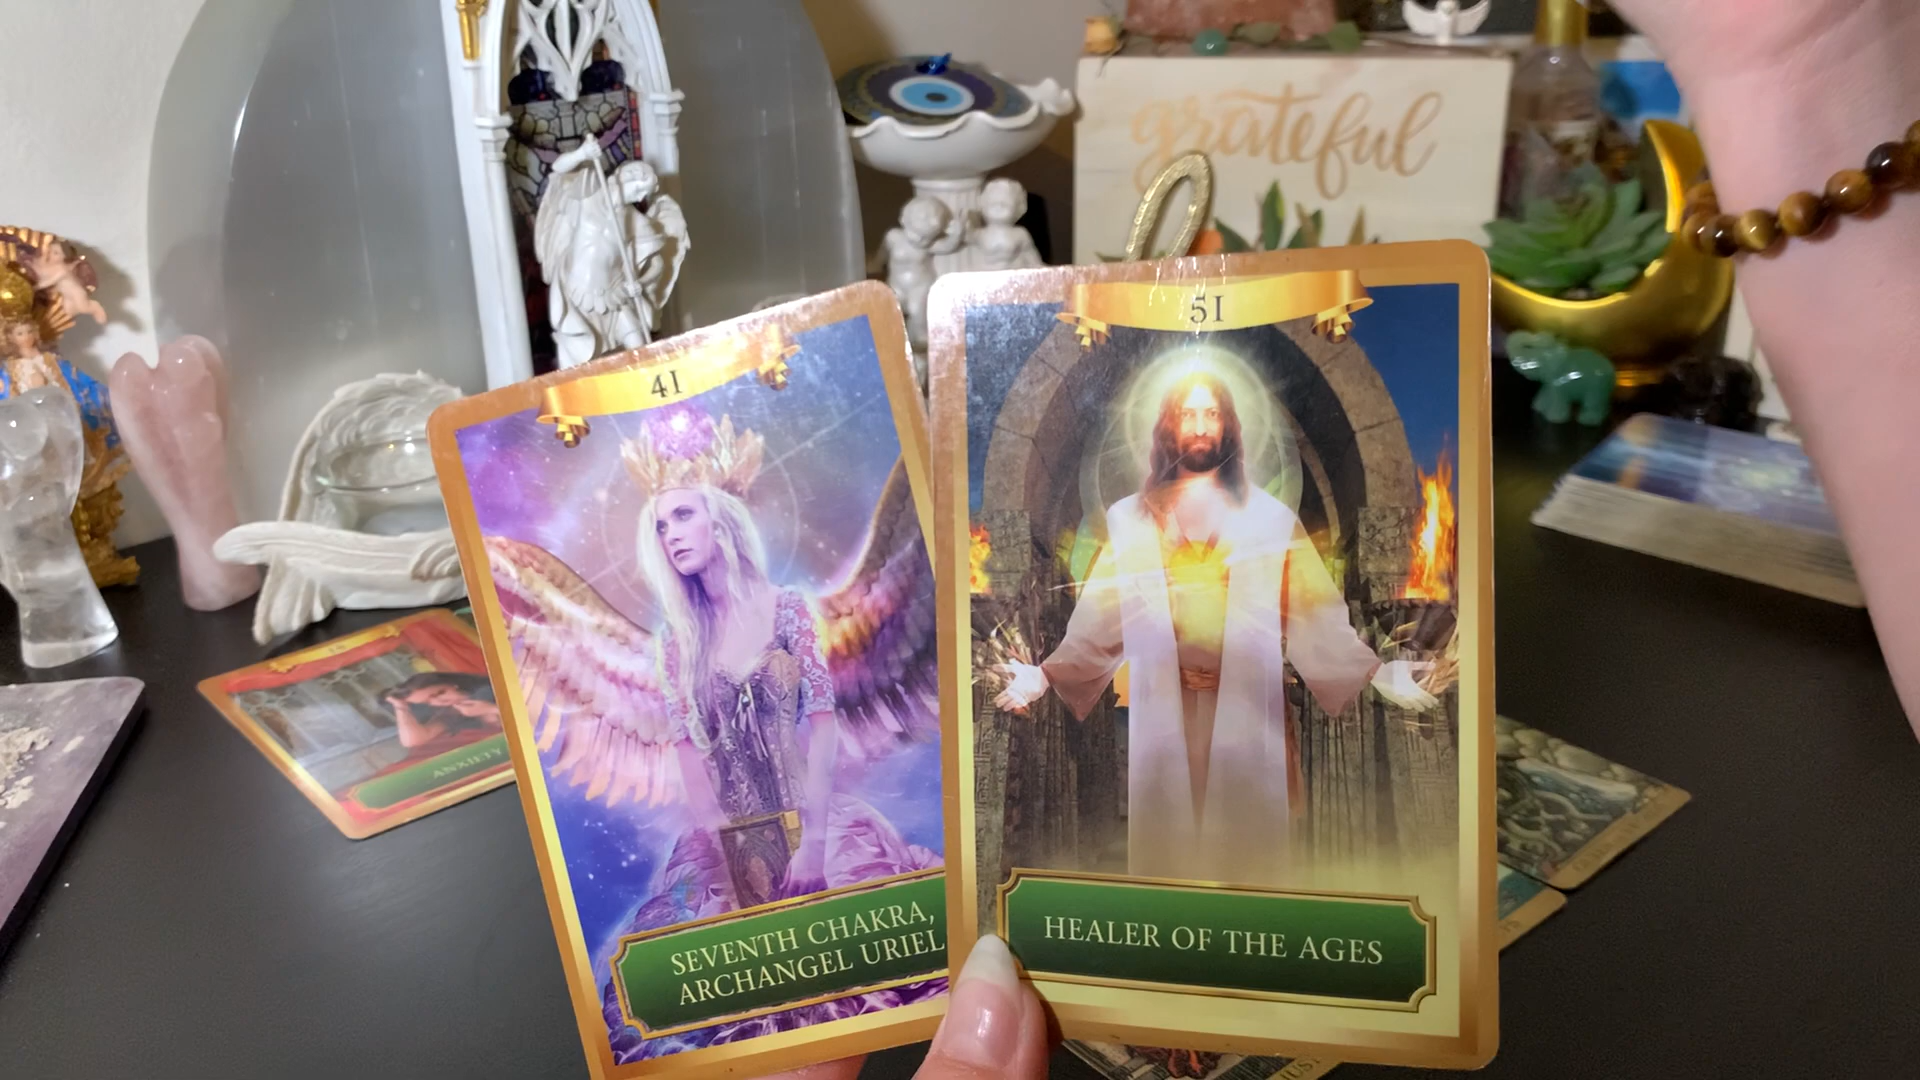 grateful
41
51
SEVENTH CHAKRA,
ARCHANGEL URIEL
HEALER OF THE AGES
ANXIETY